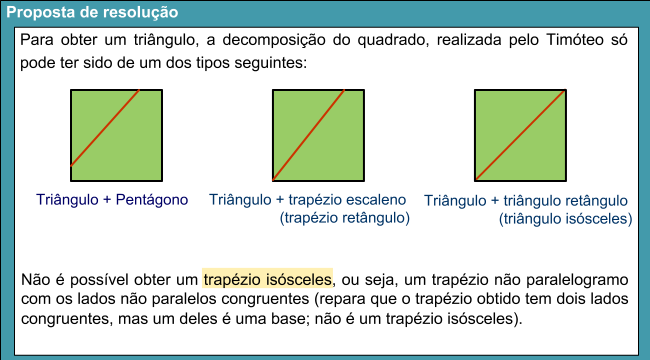 Proposta de resolução
Para obter um triângulo, a decomposição do quadrado, realizada pelo Timóteo só
pode ter sido de um dos tipos seguintes:
Triângulo + Pentágono
Triângulo + trapézio escaleno
(trapézio retângulo)
Triângulo + triângulo retângulo
(triângulo isósceles)
Não é possível obter um trapézio isósceles, ou seja, um trapézio não paralelogramo
com os lados não paralelos congruentes (repara que o trapézio obtido tem dois lados
congruentes, mas um deles é uma base; não é um trapézio isósceles).